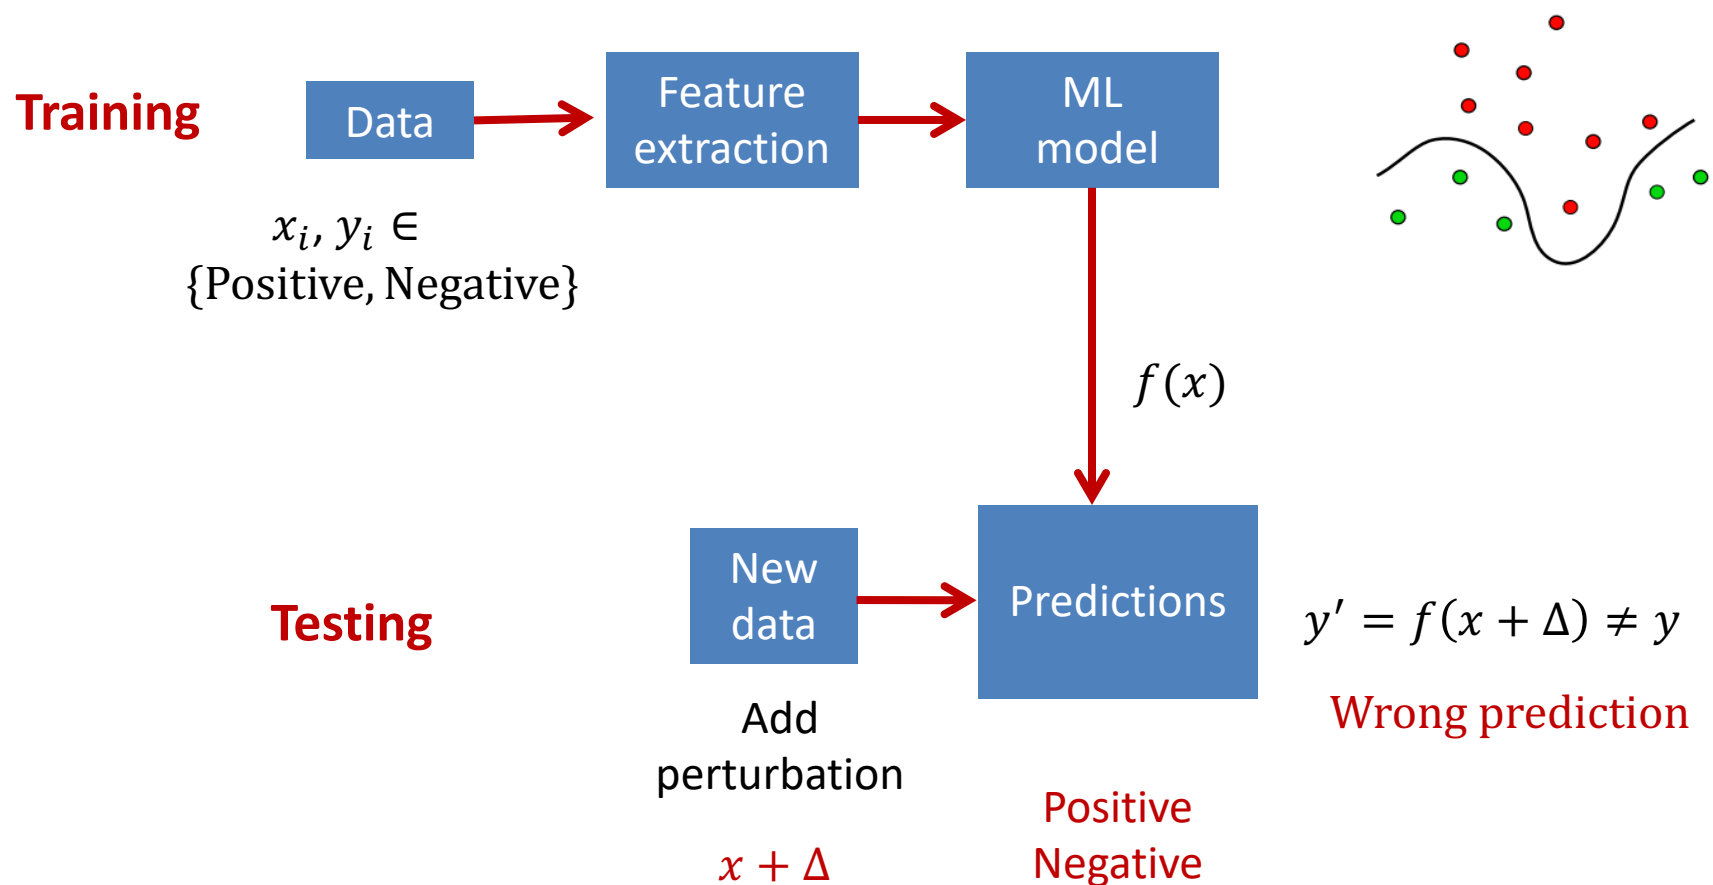 Training
Data
Feature
extraction
ML
model
xᵢ, yᵢ ∈
{Positive, Negative}
f(x)
Testing
New
data
Predictions
y′ = f(x + Δ) ≠ y
Wrong prediction
Add
perturbation
x + Δ
Positive
Negative